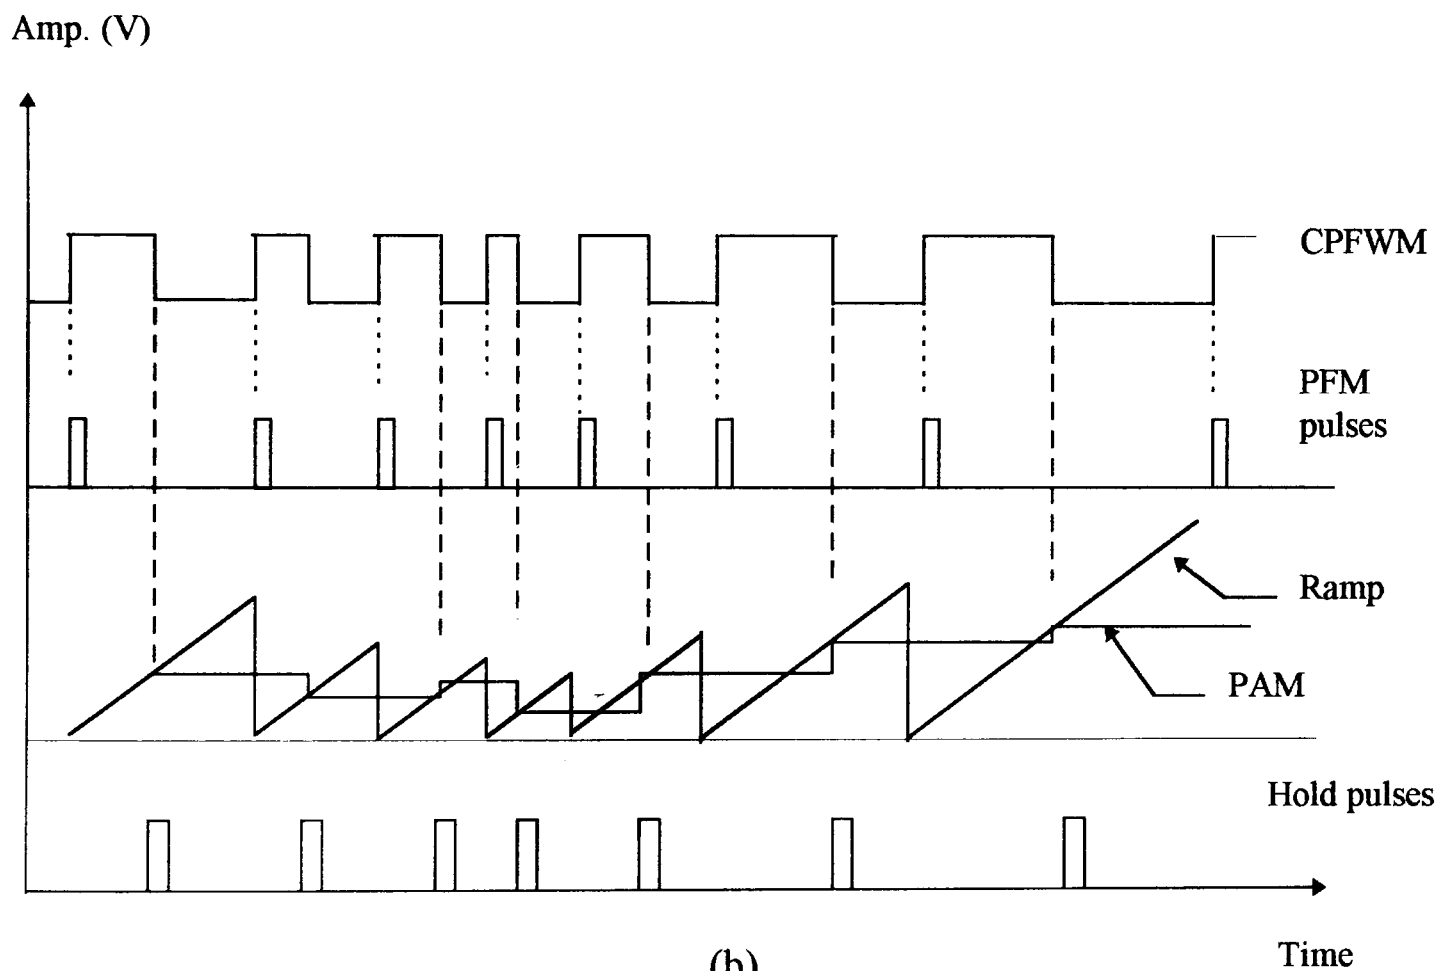 Amp. (V)
CPFWM
PFM
pulses
Ramp
PAM
Hold pulses
Time
(b)